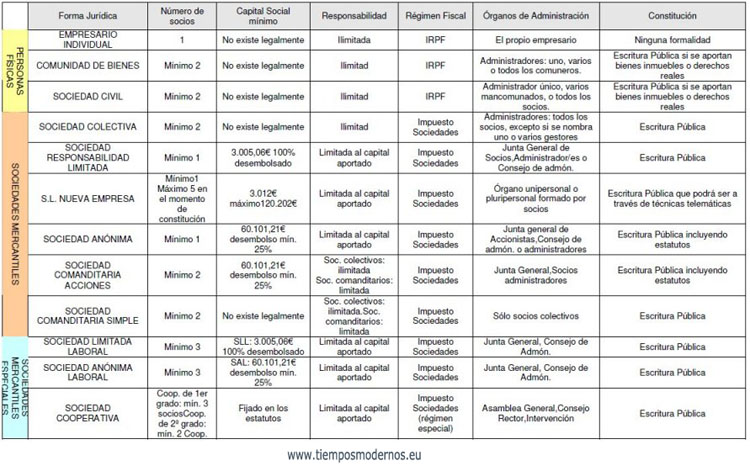 Forma Jurídica
Número de
socios
Capital Social
mínimo
Responsabilidad
Régimen Fiscal
Órganos de Administración
Constitución
PERSONAS
FÍSICAS
EMPRESARIO
INDIVIDUAL
1
No existe legalmente
Ilimitada
IRPF
El propio empresario
Ninguna formalidad
COMUNIDAD DE BIENES
Mínimo 2
No existe legalmente
Ilimitad
IRPF
Administradores: uno, varios
o todos los comuneros.
Escritura Pública si se aportan
bienes inmuebles o derechos
reales
SOCIEDAD CIVIL
Mínimo 2
No existe legalmente
Ilimitad
IRPF
Administrador único, varios
mancomunados, o todos los
socios.
Escritura Pública si se aportan
bienes inmuebles o derechos
reales
SOCIEDADES MERCANTILES
SOCIEDAD COLECTIVA
Mínimo 2
No existe legalmente
Ilimitad
Impuesto
Sociedades
Administradores: todos los
socios, excepto si se nombra
uno o varios gestores
Escritura Pública
SOCIEDAD
RESPONSABILIDAD
LIMITADA
Mínimo 1
3.005,06€ 100%
desembolsado
Limitada al capital
aportado
Impuesto
Sociedades
Junta General de
Socios,Administrador/es o
Consejo de admón.
Escritura Pública
S.L. NUEVA EMPRESA
Mínimo1
Máximo 5 en
el momento
de
constitución
3.012€
máximo120.202€
Limitada al capital
aportado
Impuesto
Sociedades
Órgano unipersonal o
pluripersonal formado por
socios
Escritura Pública que podrá ser a
través de técnicas telemáticas
SOCIEDAD ANÓNIMA
Mínimo 1
60.101,21€
desembolso mín.
25%
Limitada al capital
aportado
Impuesto
Sociedades
Junta general de
Accionistas,Consejo de
admón. o administradores
Escritura Pública incluyendo
estatutos
SOCIEDAD
COMANDITARIA
ACCIONES
Mínimo 2
60.101,21€
desembolso mín.
25%
Soc. colectivos:
ilimitada
Soc. comanditarios:
limitada
Impuesto
Sociedades
Junta General,Socios
administradores
Escritura Pública incluyendo
estatutos
SOCIEDAD
COMANDITARIA SIMPLE
Mínimo 2
No existe legalmente
Soc. colectivos:
ilimitada.Soc.
comanditarios:
limitada
Impuesto
Sociedades
Sólo socios colectivos
Escritura Pública
SOCIEDADES
MERCANTILES
ESPECIALES
SOCIEDAD LIMITADA
LABORAL
Mínimo 3
SLL: 3.005,06€
100% desembolsado
Limitada al capital
aportado
Impuesto
Sociedades
Junta General, Consejo de
Admón.
Escritura Pública
SOCIEDAD ANÓNIMA
LABORAL
Mínimo 3
SAL: 60.101,21€
desembolso mín.
25%
Limitada al capital
aportado
Impuesto
Sociedades
Junta General, Consejo de
Admón.
Escritura Pública
SOCIEDAD
COOPERATIVA
Coop. de 1er
grado: mín. 3
sociosCoop.
de 2º grado:
mín. 2 Coop.
Fijado en los
estatutos
Limitada al capital
aportado
Impuesto
Sociedades
(régimen
especial)
Asamblea General,Consejo
Rector,Intervención
Escritura Pública
www.tiemposmodernos.eu